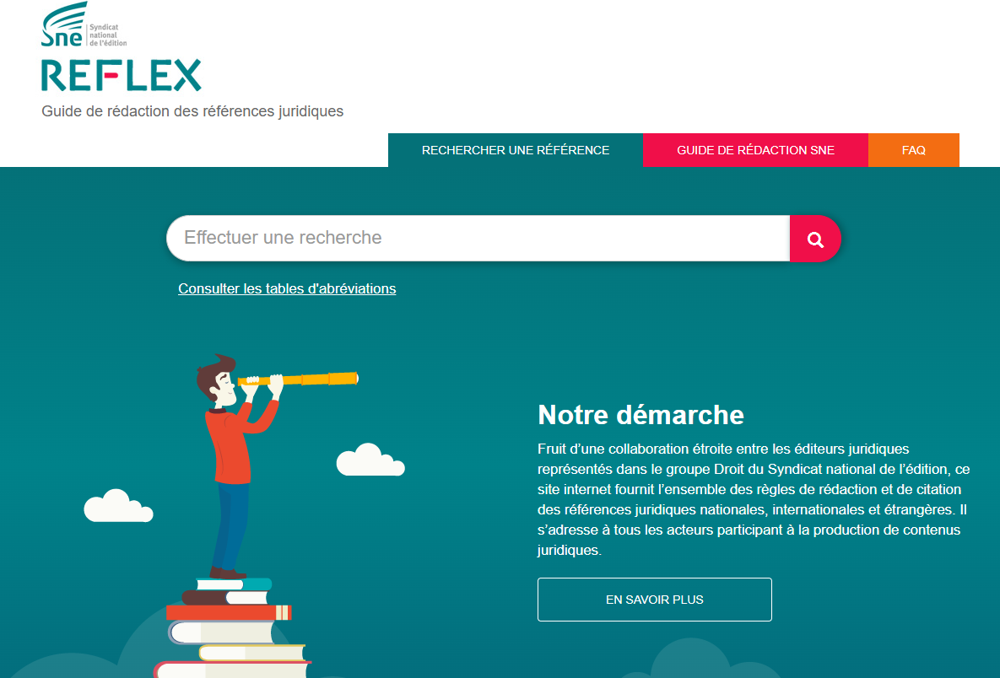 Sne
Syndicat
national
de l'édition
REFLEX
Guide de rédaction des références juridiques
RECHERCHER UNE RÉFÉRENCE
GUIDE DE RÉDACTION SNE
FAQ
Effectuer une recherche
Consulter les tables d'abréviations
Notre démarche
Fruit d’une collaboration étroite entre les éditeurs juridiques
représentés dans le groupe Droit du Syndicat national de l’édition, ce
site internet fournit l’ensemble des règles de rédaction et de citation
des références juridiques nationales, internationales et étrangères. Il
s’adresse à tous les acteurs participant à la production de contenus
juridiques.
EN SAVOIR PLUS